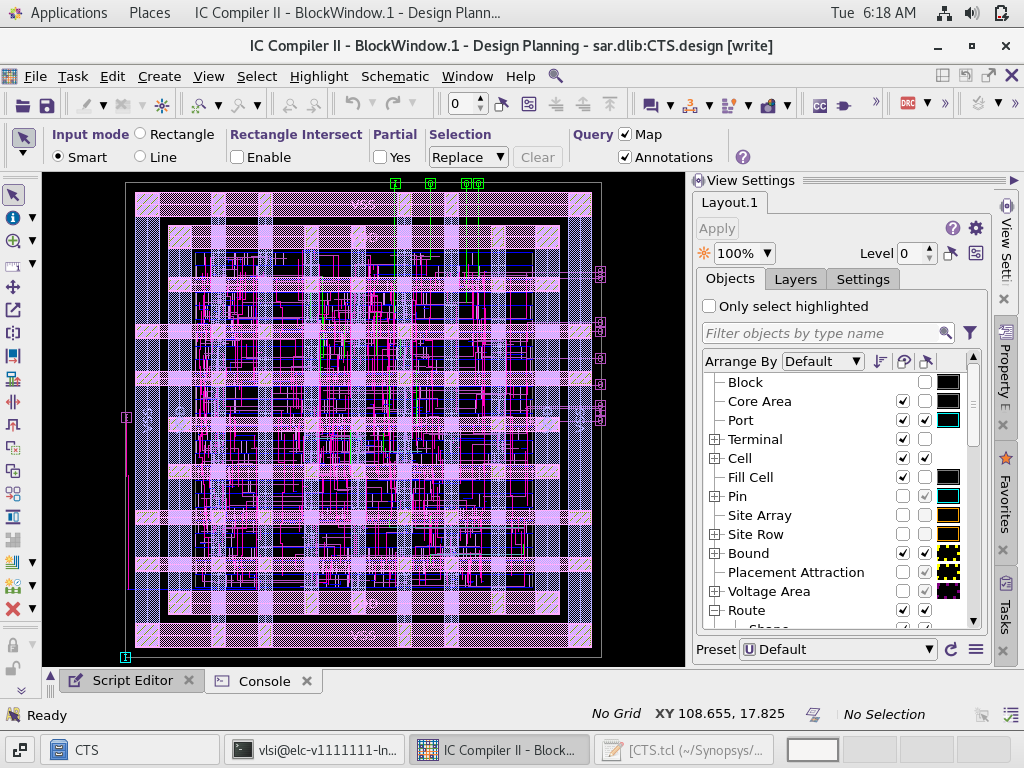 Applications Places IC Compiler II - BlockWindow.1 - Design Plann... Tue 6:18 AM
IC Compiler II - BlockWindow.1 - Design Planning - sar.dlib:CTS.design [write]
File Task Edit Create View Select Highlight Schematic Window Help
0 CC DRC
Input mode Rectangle Rectangle Intersect Partial Selection Query Map
Smart Line Enable Yes Replace Clear Annotations
View Settings
Layout.1
Apply
100% Level 0
Objects Layers Settings
Only select highlighted
Filter objects by type name
Arrange By Default
Block
Core Area
Port
Terminal
Cell
Fill Cell
Pin
Site Array
Site Row
Bound
Placement Attraction
Voltage Area
Route
Shape
Preset U Default
View Setti
Property E
Favorites
Tasks
Script Editor Console
Ready No Grid XY 108.655, 17.825 No Selection
CTS vlsi@elc-v1111111-ln... IC Compiler II - Block... [CTS.tcl (~/Synopsys/...